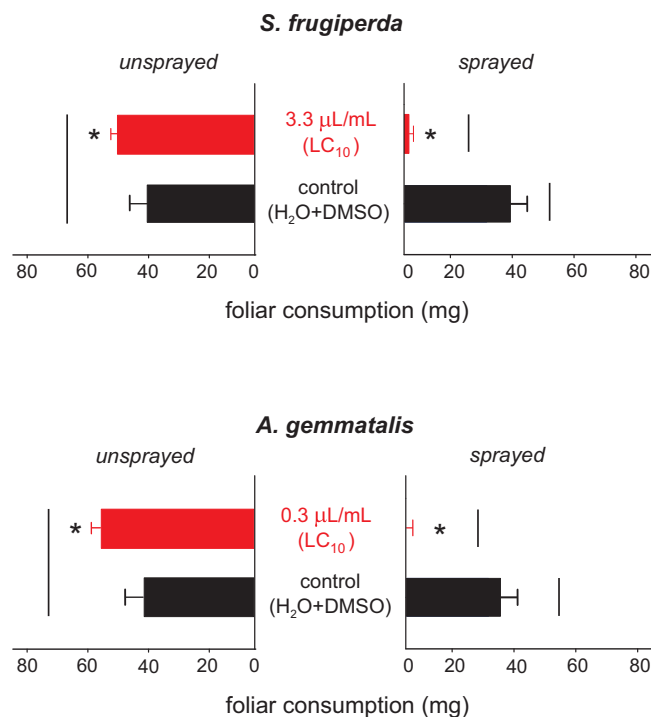 S. frugiperda
unsprayed sprayed
* 3.3 μL/mL *
(LC₁₀)
control
(H₂O+DMSO)
80 60 40 20 0 0 20 40 60 80
foliar consumption (mg)
A. gemmatalis
unsprayed sprayed
* 0.3 μL/mL *
(LC₁₀)
control
(H₂O+DMSO)
80 60 40 20 0 0 20 40 60 80
foliar consumption (mg)